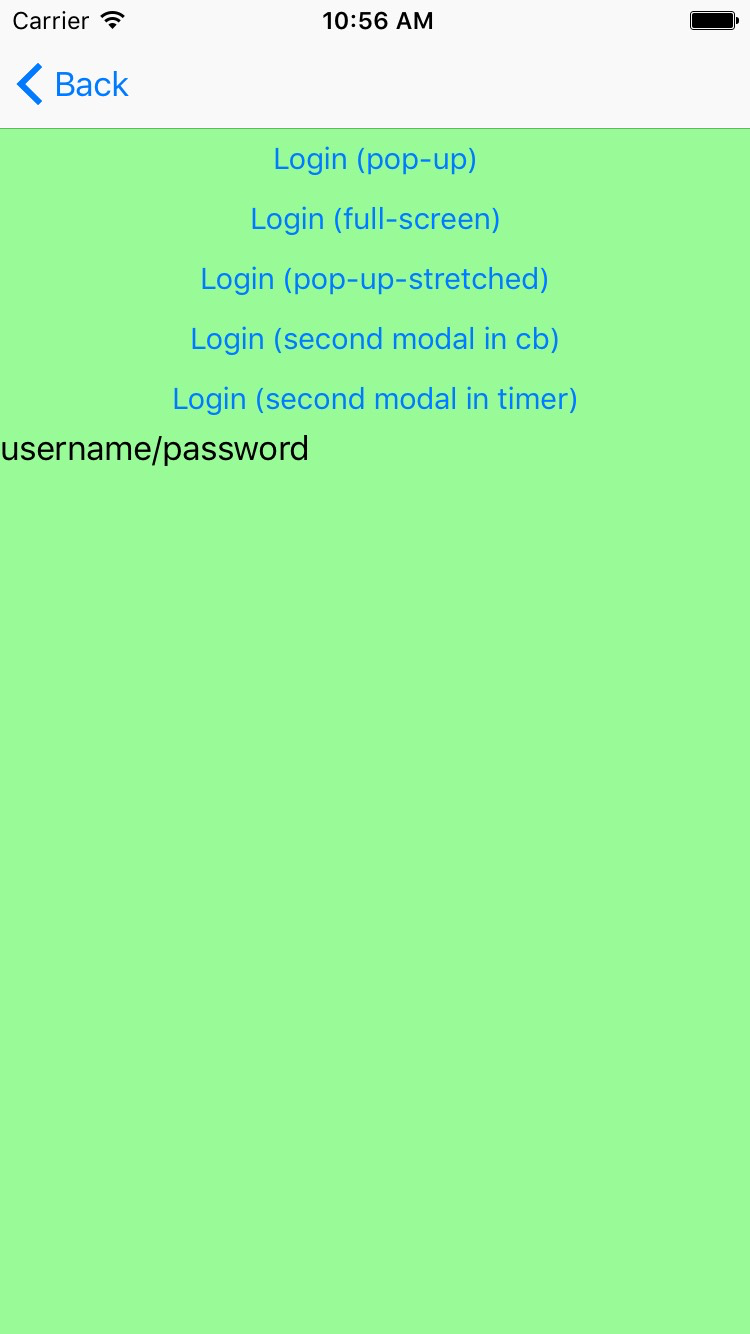 Carrier 10:56 AM
Back
Login (pop-up)
Login (full-screen)
Login (pop-up-stretched)
Login (second modal in cb)
Login (second modal in timer)
username/password